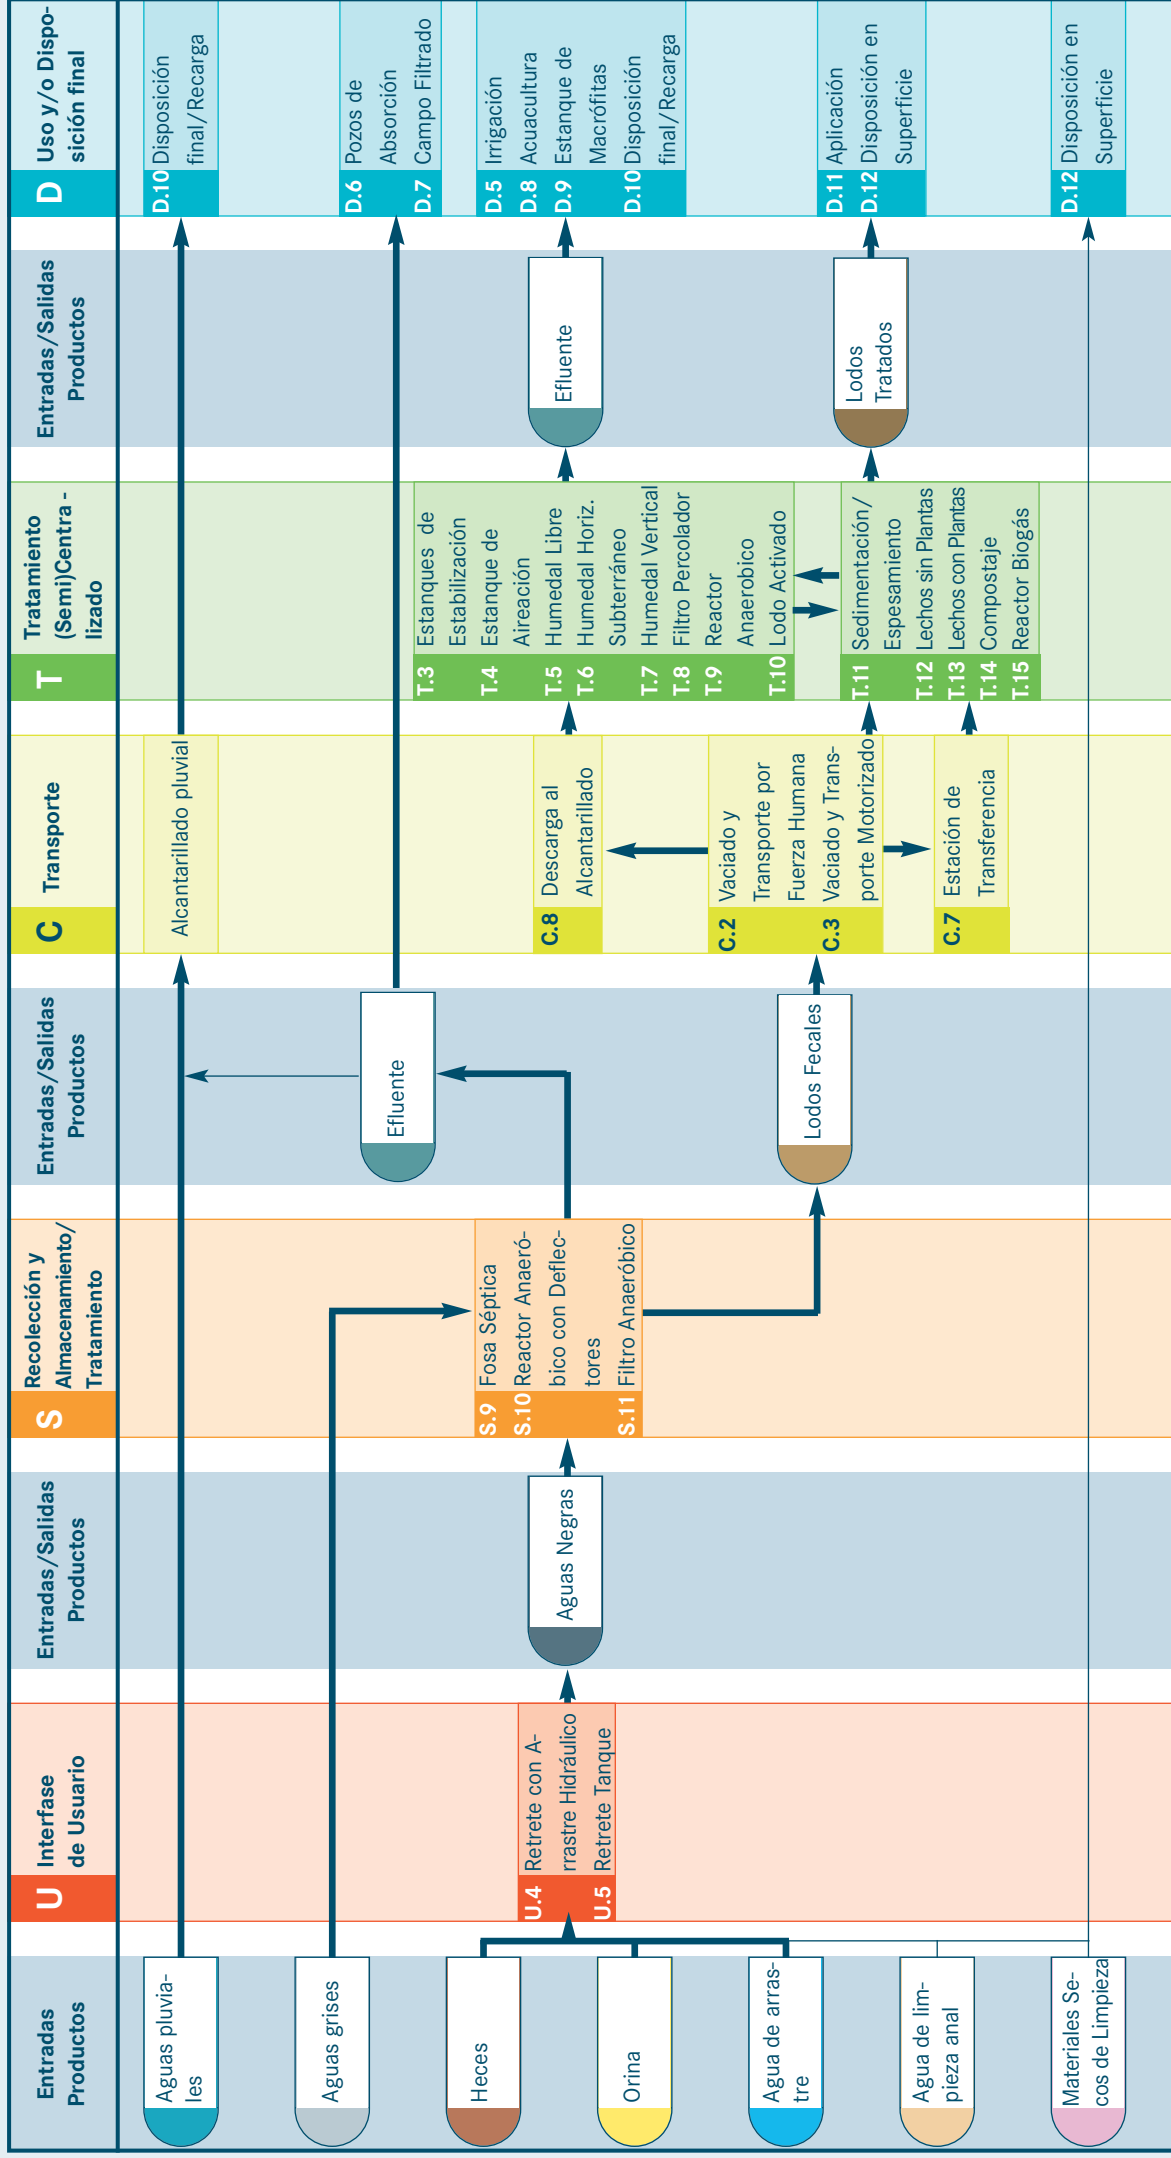 Entradas
Productos
U
Interfase
de Usuario
Entradas/Salidas
Productos
S
Recolección y
Almacenamiento/
Tratamiento
Entradas/Salidas
Productos
C
Transporte
T
Tratamiento
(Semi)Centra -
lizado
Entradas/Salidas
Productos
D
Uso y/o Dispo-
sición final
Aguas pluvia-
les
Alcantarillado pluvial
D.10 Disposición
final/Recarga
Aguas grises
Efluente
D.6 Pozos de
Absorción
D.7 Campo Filtrado
Heces
Orina
Agua de arras-
tre
Agua de lim-
pieza anal
Materiales Se-
cos de Limpieza
U.4 Retrete con A-
rrastre Hidráulico
U.5 Retrete Tanque
Aguas Negras
S.9 Fosa Séptica
S.10 Reactor Anaeró-
bico con Deflec-
tores
S.11 Filtro Anaeróbico
Lodos Fecales
C.8 Descarga al
Alcantarillado
C.2 Vaciado y
Transporte por
Fuerza Humana
C.3 Vaciado y Trans-
porte Motorizado
C.7 Estación de
Transferencia
T.3 Estanques de
Estabilización
T.4 Estanque de
Aireación
T.5 Humedal Libre
T.6 Humedal Horiz.
Subterráneo
T.7 Humedal Vertical
T.8 Filtro Percolador
T.9 Reactor
Anaerobico
T.10 Lodo Activado
T.11 Sedimentación/
Espesamiento
T.12 Lechos sin Plantas
T.13 Lechos con Plantas
T.14 Compostaje
T.15 Reactor Biogás
Efluente
Lodos
Tratados
D.5 Irrigación
D.8 Acuacultura
D.9 Estanque de
Macrófitas
D.10 Disposición
final/Recarga
D.11 Aplicación
D.12 Disposición en
Superficie
D.12 Disposición en
Superficie